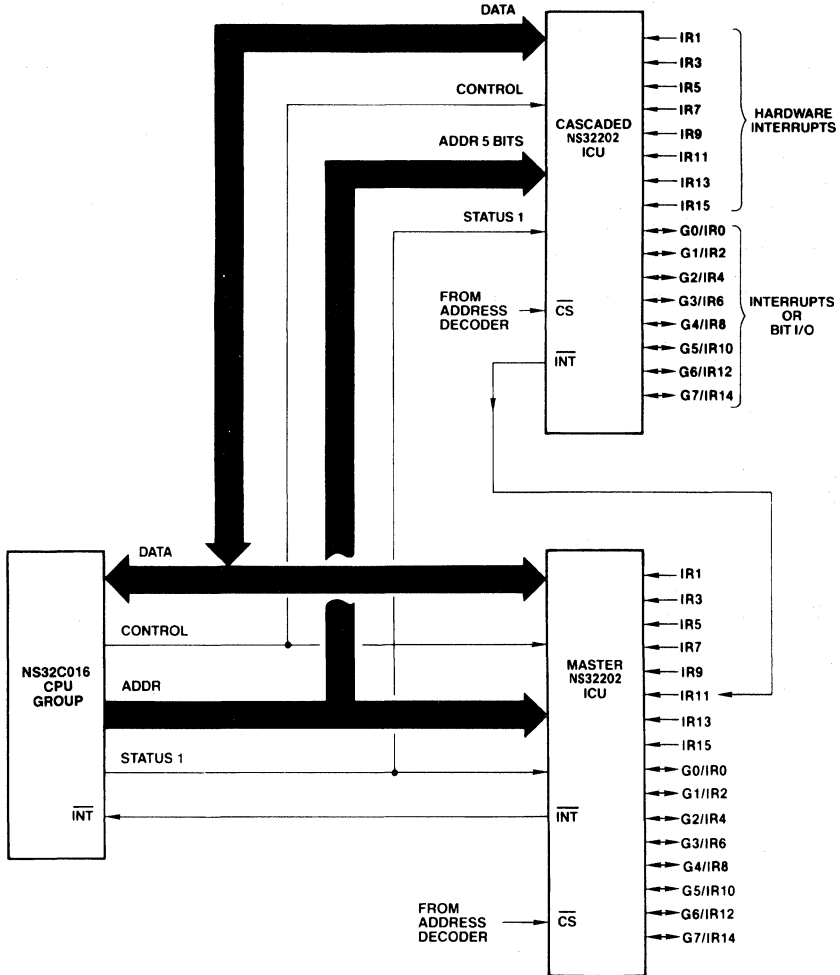 DATA
IR1
IR3
CONTROL
IR5
IR7
HARDWARE
INTERRUPTS
CASCADED
NS32202
ICU
ADDR 5 BITS
IR9
IR11
IR13
STATUS 1
IR15
G0/IR0
G1/IR2
G2/IR4
FROM
ADDRESS
DECODER
CS
G3/IR6
INTERRUPTS
OR
BIT I/O
G4/IR8
G5/IR10
INT
G6/IR12
G7/IR14
DATA
IR1
IR3
IR5
CONTROL
IR7
NS32C016
CPU
GROUP
MASTER
NS32202
ICU
IR9
ADDR
IR11
IR13
IR15
STATUS 1
G0/IR0
G1/IR2
INT
INT
G2/IR4
G3/IR6
G4/IR8
G5/IR10
FROM
ADDRESS
DECODER
CS
G6/IR12
G7/IR14